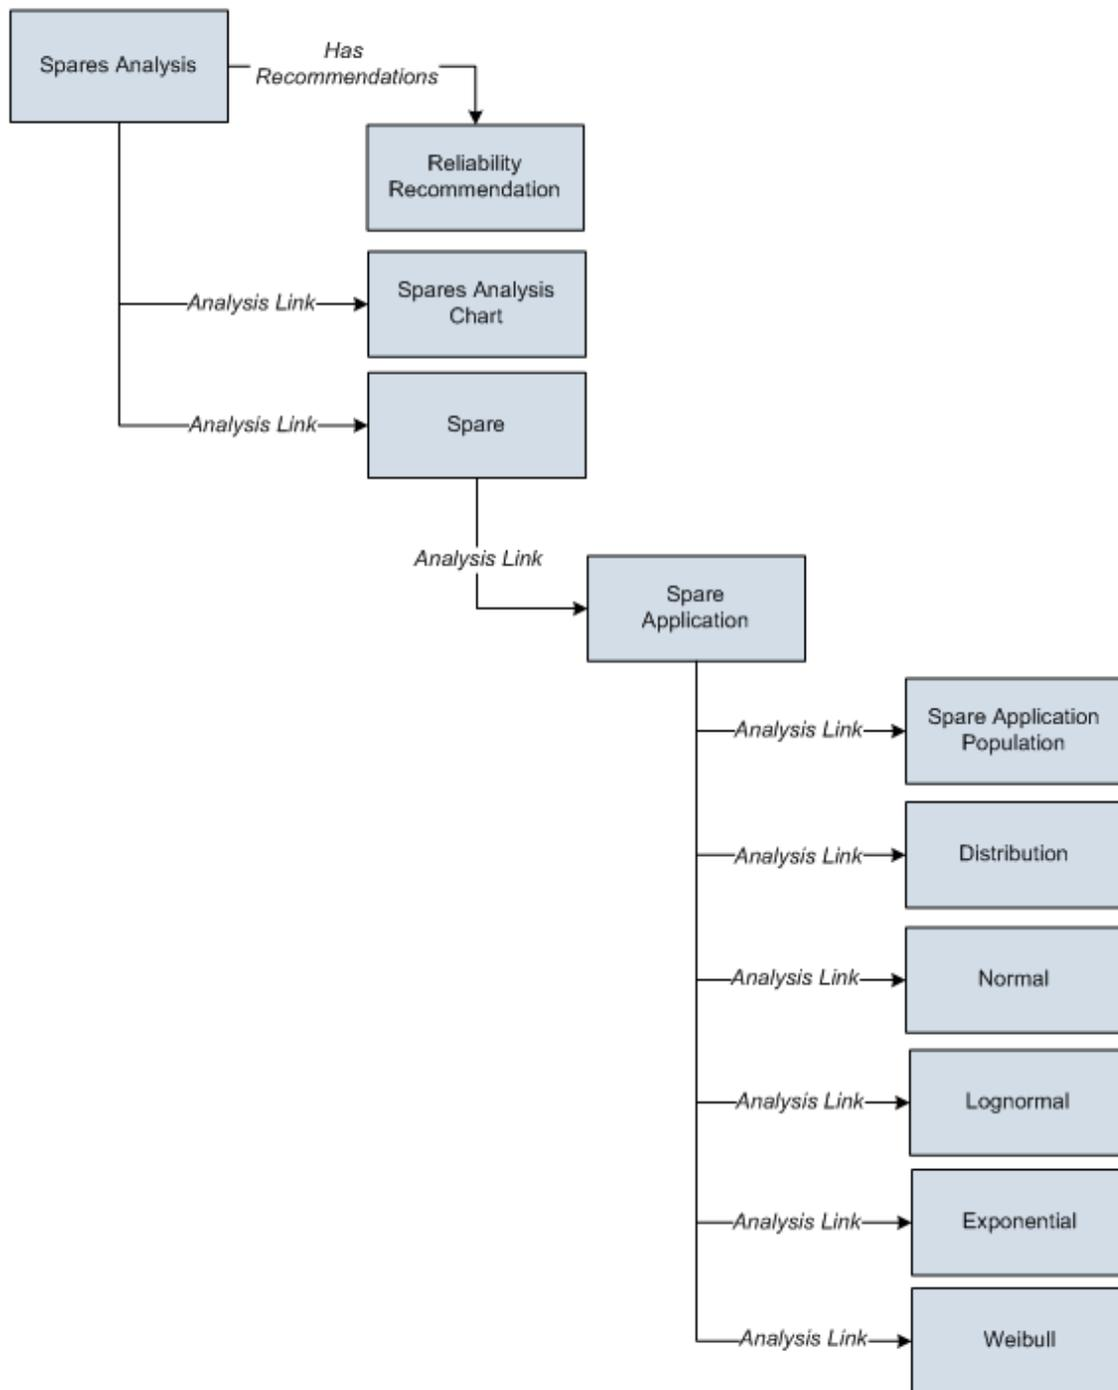 Spares Analysis
Has
Recommendations
Reliability
Recommendation
Analysis Link
Spares Analysis
Chart
Analysis Link
Spare
Analysis Link
Spare
Application
Analysis Link
Spare Application
Population
Analysis Link
Distribution
Analysis Link
Normal
Analysis Link
Lognormal
Analysis Link
Exponential
Analysis Link
Weibull